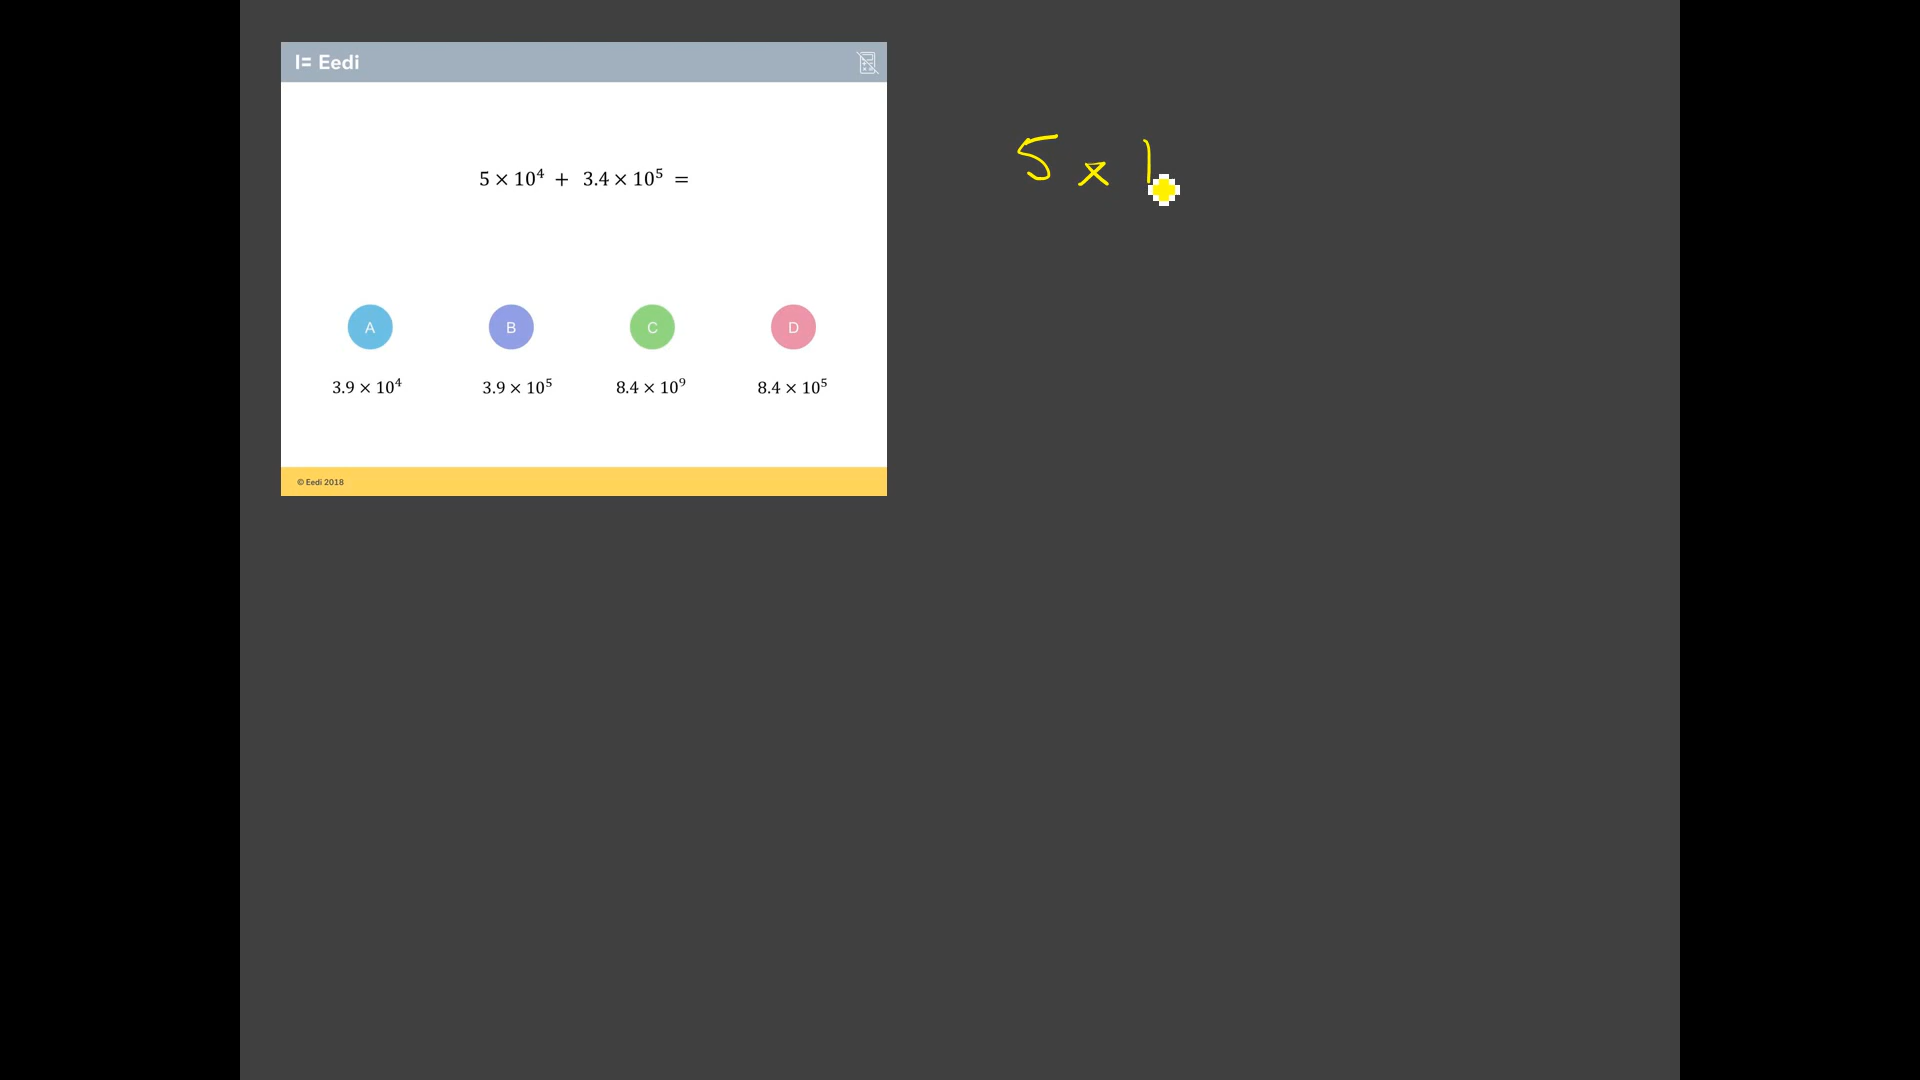 Eedi
5 × 10⁴ + 3.4 × 10⁵ =
5 × 1
A B C D
3.9 × 10⁴ 3.9 × 10⁵ 8.4 × 10⁹ 8.4 × 10⁵
© Eedi 2018